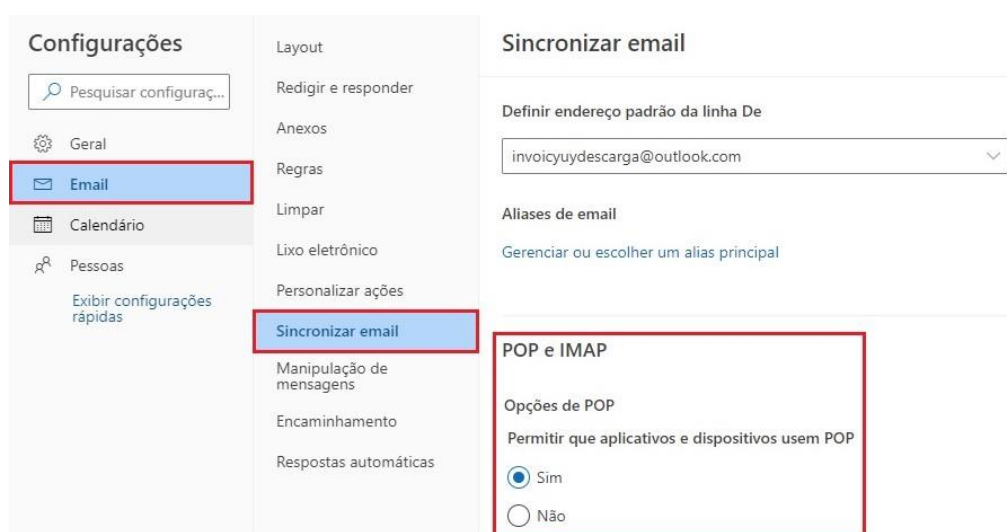 Configurações
Pesquisar configuraç...
Geral
Email
Calendário
Pessoas
Exibir configurações
rápidas
Layout
Redigir e responder
Anexos
Regras
Limpar
Lixo eletrônico
Personalizar ações
Sincronizar email
Manipulação de
mensagens
Encaminhamento
Respostas automáticas
Sincronizar email
Definir endereço padrão da linha De
invoicyuydescarga@outlook.com
Aliases de email
Gerenciar ou escolher um alias principal
POP e IMAP
Opções de POP
Permitir que aplicativos e dispositivos usem POP
Sim
Não